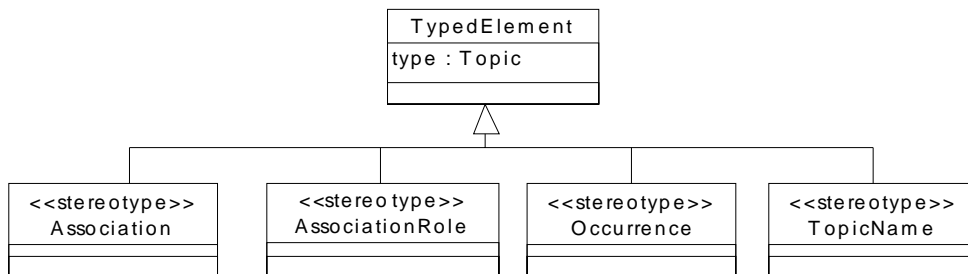 TypedElement
type : Topic
<<stereotype>>
Association
<<stereotype>>
AssociationRole
<<stereotype>>
Occurrence
<<stereotype>>
TopicName